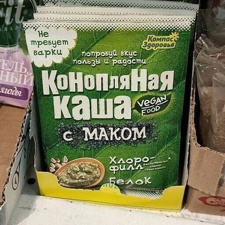 Не требует
варки
попробуй вкус
пользы и радости
Компас
Здоровья
КОНОПЛЯНАЯ
КАША
VEGAN
FOOD
С МАКОМ
Хлоро-
филл
Белок